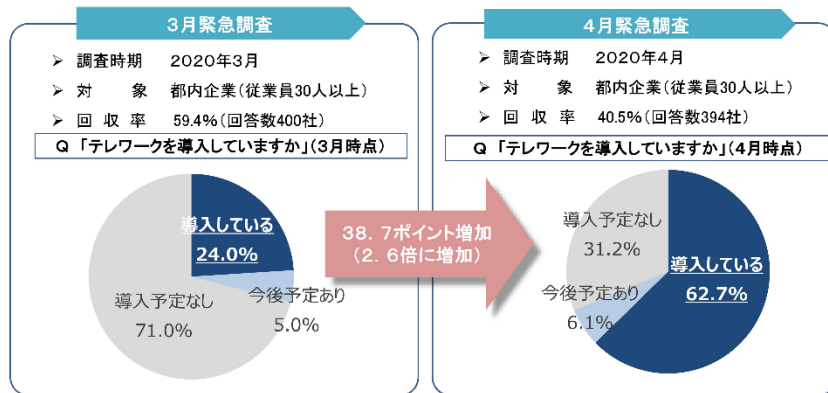 3月緊急調査
➢ 調査時期 2020年3月
➢ 対 象 都内企業(従業員30人以上)
➢ 回 収 率 59.4%(回答数400社)
Q 「テレワークを導入していますか」(3月時点)
導入している
24.0%
今後予定あり
5.0%
導入予定なし
71.0%
38.7ポイント増加
(2.6倍に増加)
4月緊急調査
➢ 調査時期 2020年4月
➢ 対 象 都内企業(従業員30人以上)
➢ 回 収 率 40.5%(回答数394社)
Q 「テレワークを導入していますか」(4月時点)
導入予定なし
31.2%
導入している
62.7%
今後予定あり
6.1%